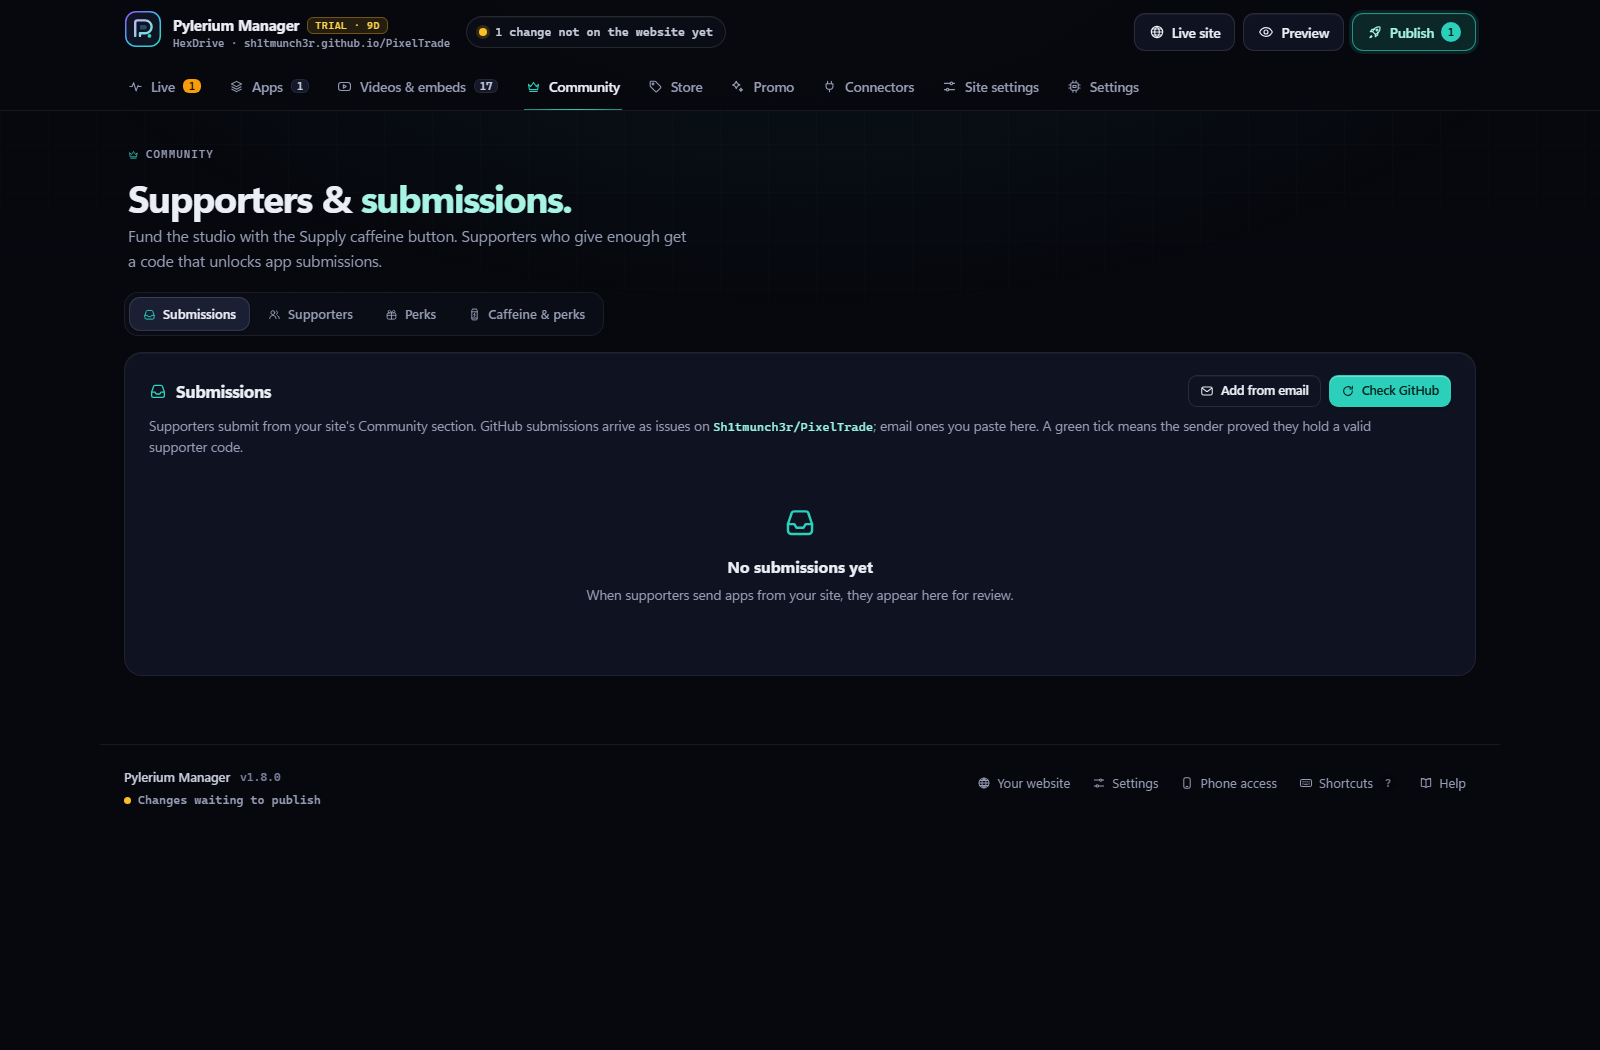 Pylerium Manager TRIAL · 9D
HexDrive · sh1tmunch3r.github.io/PixelTrade
1 change not on the website yet
Live site
Preview
Publish 1
Live 1
Apps 1
Videos & embeds 17
Community
Store
Promo
Connectors
Site settings
Settings
COMMUNITY
Supporters & submissions.
Fund the studio with the Supply caffeine button. Supporters who give enough get
a code that unlocks app submissions.
Submissions
Supporters
Perks
Caffeine & perks
Submissions
Add from email
Check GitHub
Supporters submit from your site's Community section. GitHub submissions arrive as issues on Sh1tmunch3r/PixelTrade; email ones you paste here. A green tick means the sender proved they hold a valid
supporter code.
No submissions yet
When supporters send apps from your site, they appear here for review.
Pylerium Manager v1.8.0
Changes waiting to publish
Your website
Settings
Phone access
Shortcuts ?
Help